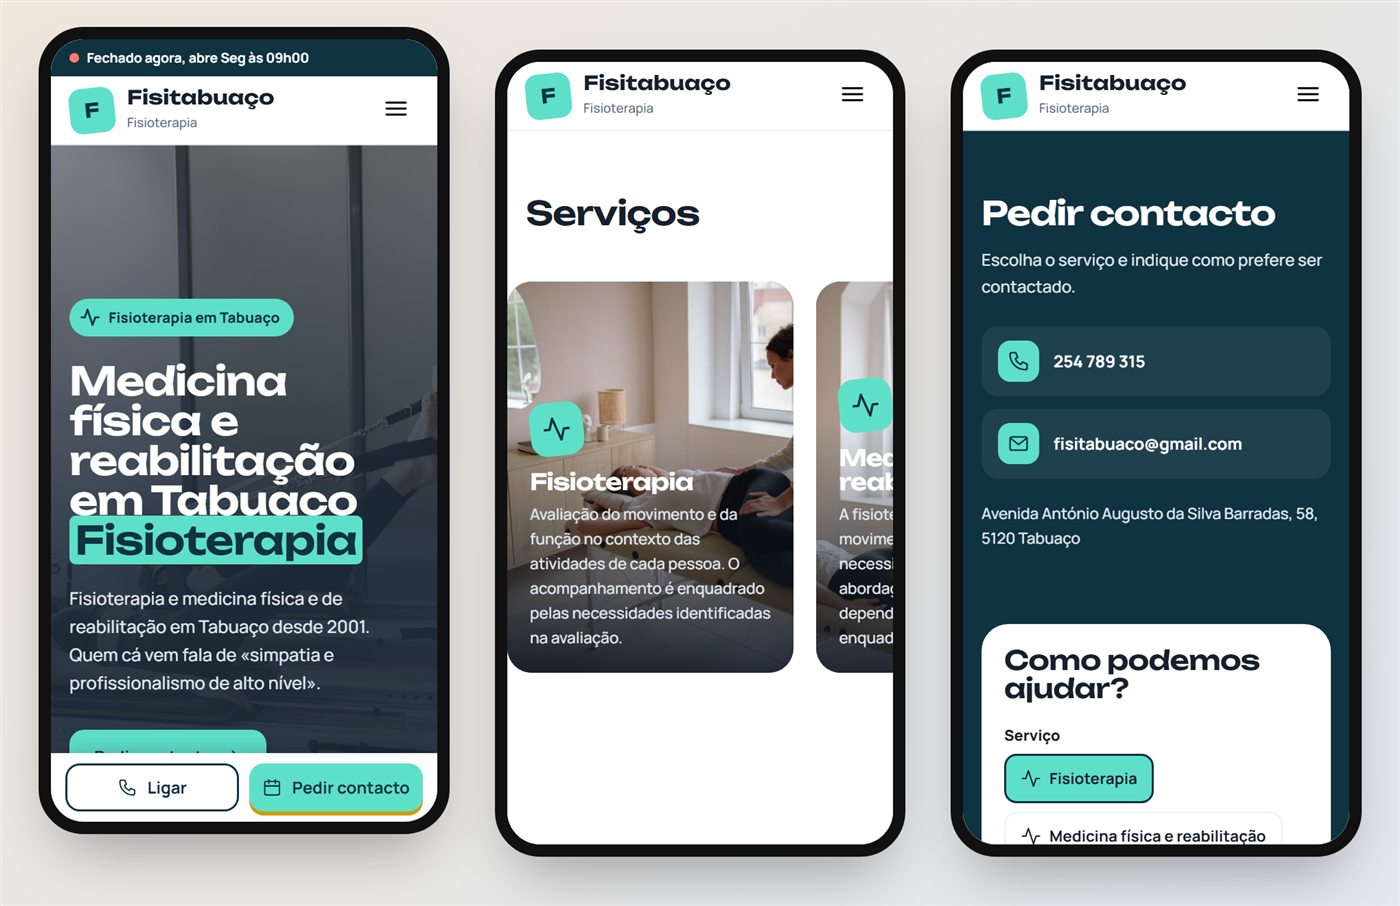 Fechado agora, abre Seg às 09h00
F
Fisitabuaço
Fisioterapia
Fisioterapia em Tabuaço
Medicina
física e
reabilitação
em Tabuaço
Fisioterapia
Fisioterapia e medicina física e de
reabilitação em Tabuaço desde 2001.
Quem cá vem fala de «simpatia e
profissionalismo de alto nível».
Ligar
Pedir contacto
F
Fisitabuaço
Fisioterapia
Serviços
Fisioterapia
Avaliação do movimento e da
função no contexto das
atividades de cada pessoa. O
acompanhamento é enquadrado
pelas necessidades identificadas
na avaliação.
F
Fisitabuaço
Fisioterapia
Pedir contacto
Escolha o serviço e indique como prefere ser
contactado.
254 789 315
fisitabuaco@gmail.com
Avenida António Augusto da Silva Barradas, 58,
5120 Tabuaço
Como podemos
ajudar?
Serviço
Fisioterapia
Medicina física e reabilitação